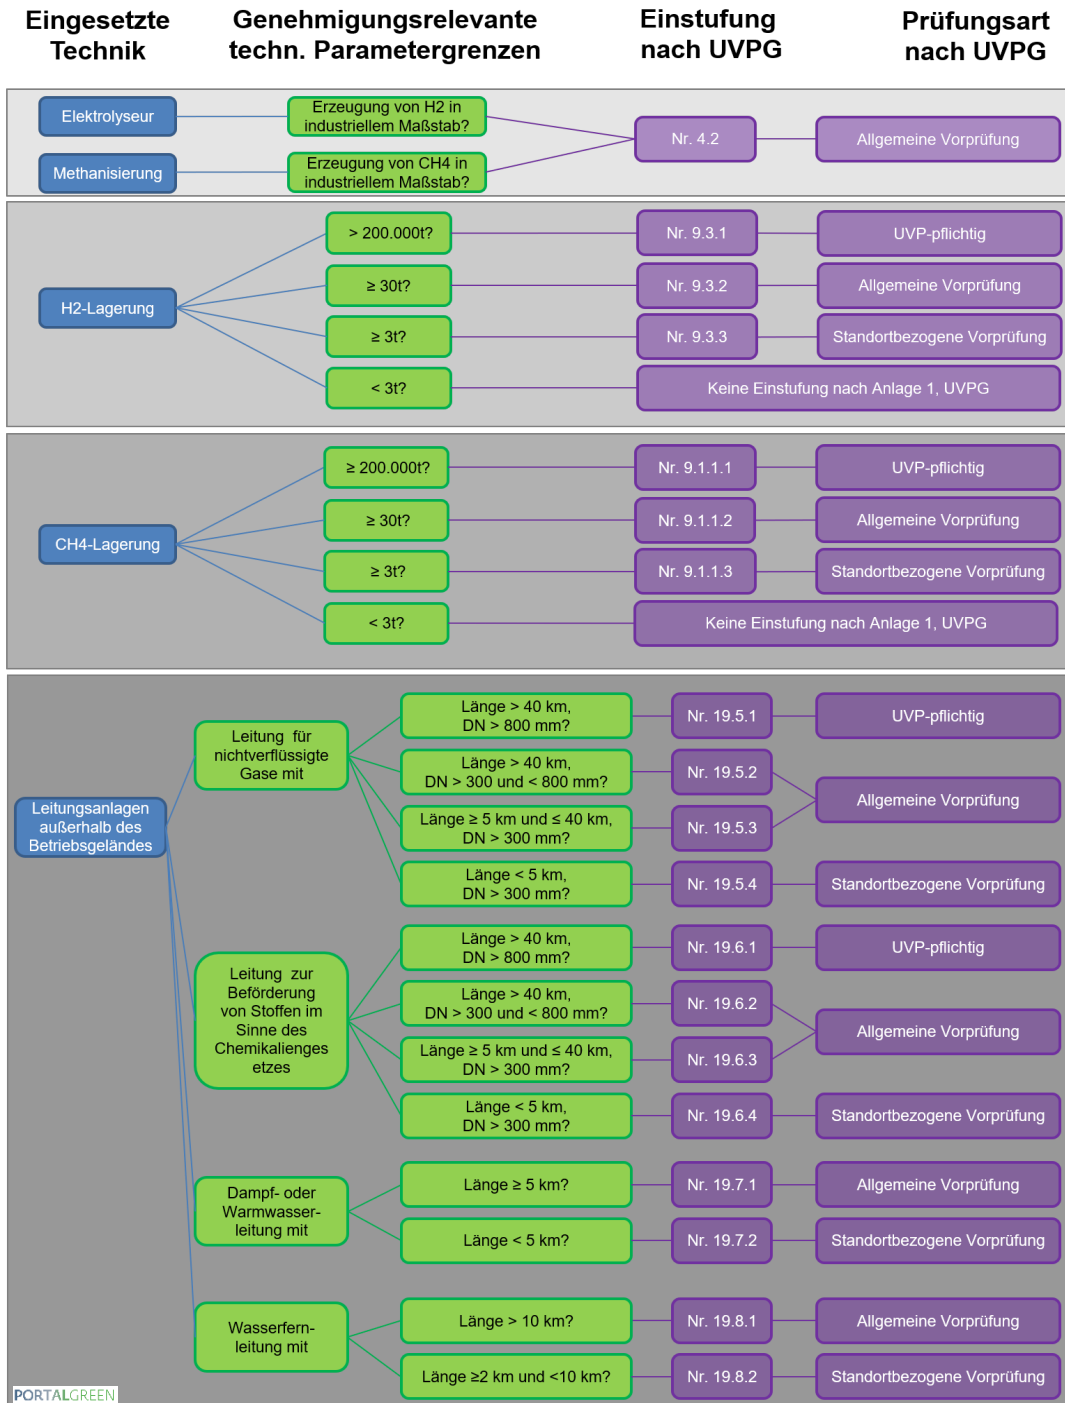 Eingesetzte
Technik
Genehmigungsrelevante
techn. Parametergrenzen
Einstufung
nach UVPG
Prüfungsart
nach UVPG
Elektrolyseur
Erzeugung von H2 in
industriellem Maßstab?
Methanisierung
Erzeugung von CH4 in
industriellem Maßstab?
Nr. 4.2
Allgemeine Vorprüfung
H2-Lagerung
> 200.000t?
Nr. 9.3.1
UVP-pflichtig
≥ 30t?
Nr. 9.3.2
Allgemeine Vorprüfung
≥ 3t?
Nr. 9.3.3
Standortbezogene Vorprüfung
< 3t?
Keine Einstufung nach Anlage 1, UVPG
CH4-Lagerung
≥ 200.000t?
Nr. 9.1.1.1
UVP-pflichtig
≥ 30t?
Nr. 9.1.1.2
Allgemeine Vorprüfung
≥ 3t?
Nr. 9.1.1.3
Standortbezogene Vorprüfung
< 3t?
Keine Einstufung nach Anlage 1, UVPG
Leitungsanlagen
außerhalb des
Betriebsgeländes
Leitung für
nichtverflüssigte
Gase mit
Länge > 40 km,
DN > 800 mm?
Nr. 19.5.1
UVP-pflichtig
Länge > 40 km,
DN > 300 und < 800 mm?
Nr. 19.5.2
Länge ≥ 5 km und ≤ 40 km,
DN > 300 mm?
Nr. 19.5.3
Allgemeine Vorprüfung
Länge < 5 km,
DN > 300 mm?
Nr. 19.5.4
Standortbezogene Vorprüfung
Leitung zur
Beförderung
von Stoffen im
Sinne des
Chemikalienges
etzes
Länge > 40 km,
DN > 800 mm?
Nr. 19.6.1
UVP-pflichtig
Länge > 40 km,
DN > 300 und < 800 mm?
Nr. 19.6.2
Länge ≥ 5 km und ≤ 40 km,
DN > 300 mm?
Nr. 19.6.3
Allgemeine Vorprüfung
Länge < 5 km,
DN > 300 mm?
Nr. 19.6.4
Standortbezogene Vorprüfung
Dampf- oder
Warmwasser-
leitung mit
Länge ≥ 5 km?
Nr. 19.7.1
Allgemeine Vorprüfung
Länge < 5 km?
Nr. 19.7.2
Standortbezogene Vorprüfung
Wasserfern-
leitung mit
Länge > 10 km?
Nr. 19.8.1
Allgemeine Vorprüfung
Länge ≥2 km und <10 km?
Nr. 19.8.2
Standortbezogene Vorprüfung
PORTALGREEN